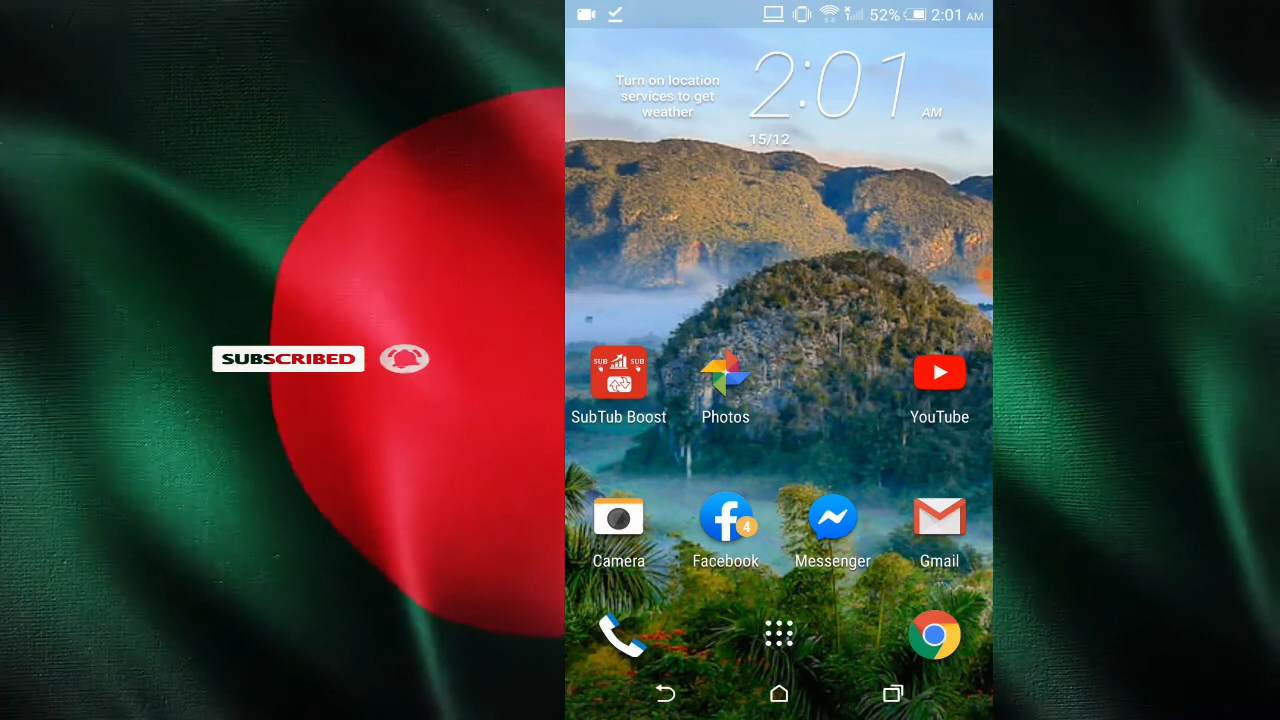 52% 2:01 AM
Turn on location
services to get
weather
2:01 AM
15/12
SUBSCRIBED
SUB SUB
SubTub Boost
Photos
YouTube
4
Camera
Facebook
Messenger
Gmail